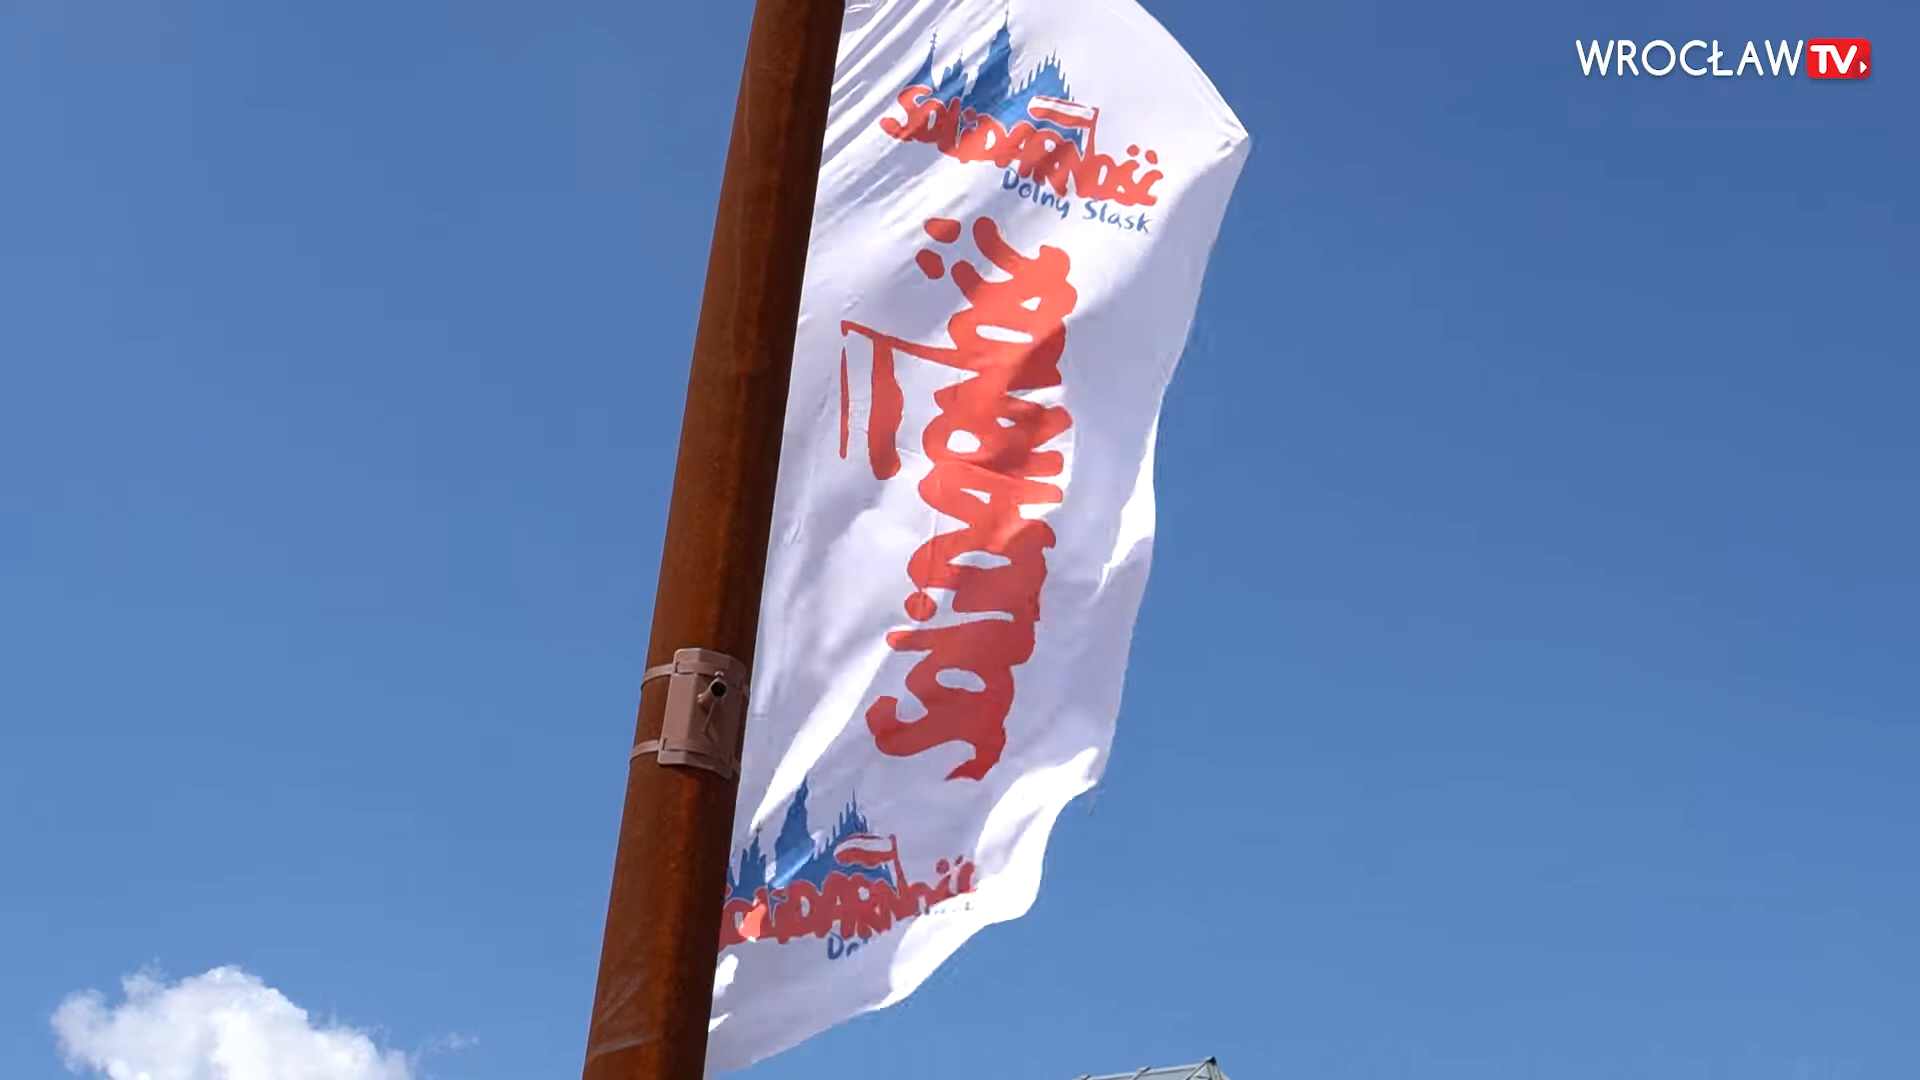 WROCŁAW TV
SOLIDARNOŚĆ
Dolny Śląsk
Solidarność
SOLIDARNOŚĆ